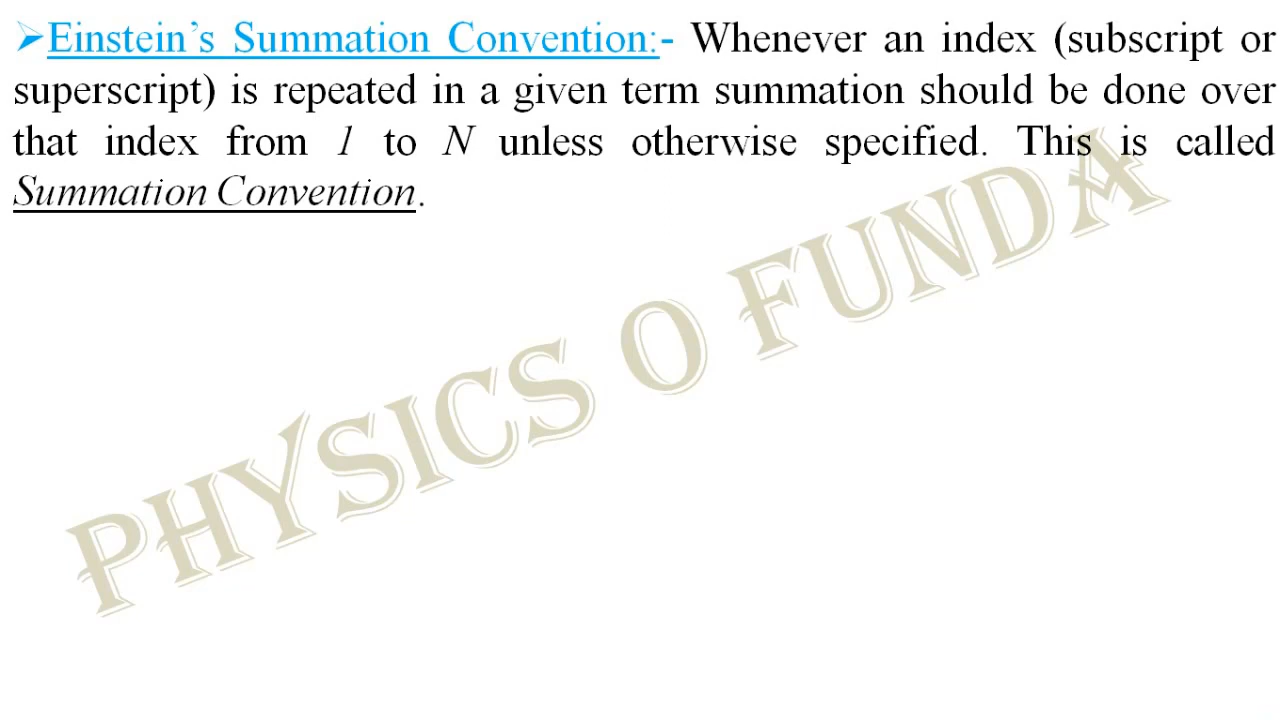 ➢Einstein’s Summation Convention:- Whenever an index (subscript or
superscript) is repeated in a given term summation should be done over
that index from 1 to N unless otherwise specified. This is called
Summation Convention.
PHYSICS O FUNDA